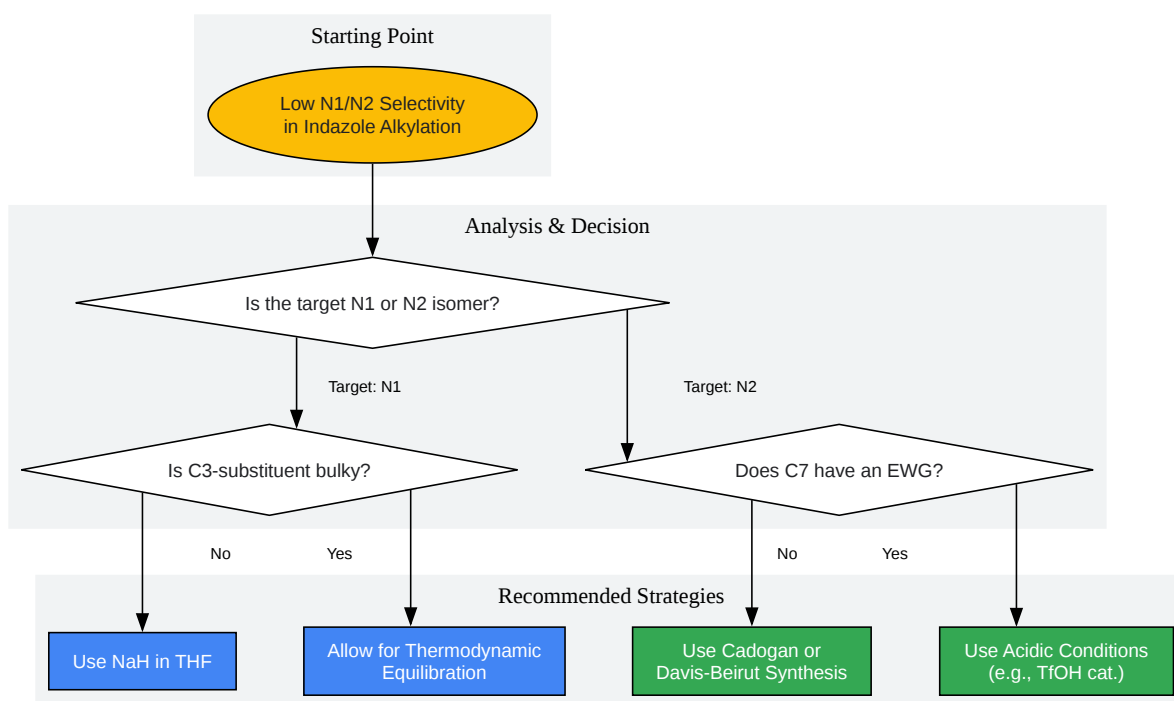 Starting Point
Low N1/N2 Selectivity
in Indazole Alkylation
Analysis & Decision
Is the target N1 or N2 isomer?
Target: N1
Target: N2
Is C3-substituent bulky?
Does C7 have an EWG?
No
Yes
No
Yes
Recommended Strategies
Use NaH in THF
Allow for Thermodynamic
Equilibration
Use Cadogan or
Davis-Beirut Synthesis
Use Acidic Conditions
(e.g., TfOH cat.)